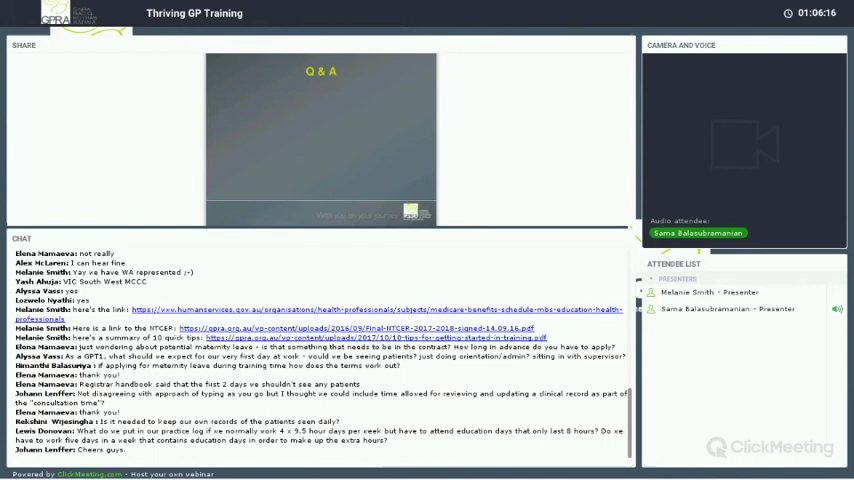 GPRA
Thriving GP Training
01:06:16
SHARE
CAMERA AND VOICE
Q & A
With you on your journey
Audio attendee:
Sama Balasubramanian
CHAT
Elena Mamaeva: not really
Alex McLaren: I can hear fine
Melanie Smith: Yay we have WA represented ;-)
Yash Ahuja: VIC South West MCCC
Alyssa Vass: yes
Lozwelo Nyathi: yes
Melanie Smith: here's the link: https://www.humanservices.gov.au/organisations/health-professionals/subjects/medicare-benefits-schedule-mbs-education-health-
professionals
Melanie Smith: Here is a link to the NTCER: https://gpra.org.au/wp-content/uploads/2016/09/Final-NTCER-2017-2018-signed-14.09.16.pdf
Melanie Smith: here's a summary of 10 quick tips: https://gpra.org.au/wp-content/uploads/2017/10/10-tips-for-getting-started-in-training.pdf
Elena Mamaeva: just wondering about potential maternity leave - is that something that needs to be in the contract? How long in advance do you have to apply?
Alyssa Vass: As a GPT1, what should we expect for our very first day at work - would we be seeing patients? just doing orientation/admin? sitting in with supervisor?
Himanthi Balasuriya : If applying for meternity leave during training time how does the terms work out?
Elena Mamaeva: thank you!
Elena Mamaeva: Registrar handbook said that the first 2 days we shouldn't see any patients
Johann Lenffer: Not disagreeing with approach of typing as you go but I thought we could include time allowed for reviewing and updating a clinical record as part of
the "consultation time"?
Elena Mamaeva: thank you!
Rekshini Wijesingha : Is it needed to keep our own records of the patients seen daily?
Lewis Donovan: What do we put in our practice log if we normally work 4 x 9.5 hour days per week but have to attend education days that only last 8 hours? Do we
have to work five days in a week that contains education days in order to make up the extra hours?
Johann Lenffer: Cheers guys.
ATTENDEE LIST
PRESENTERS
Melanie Smith - Presenter
Sama Balasubramanian - Presenter
ClickMeeting
Powered by ClickMeeting.com - Host your own webinar